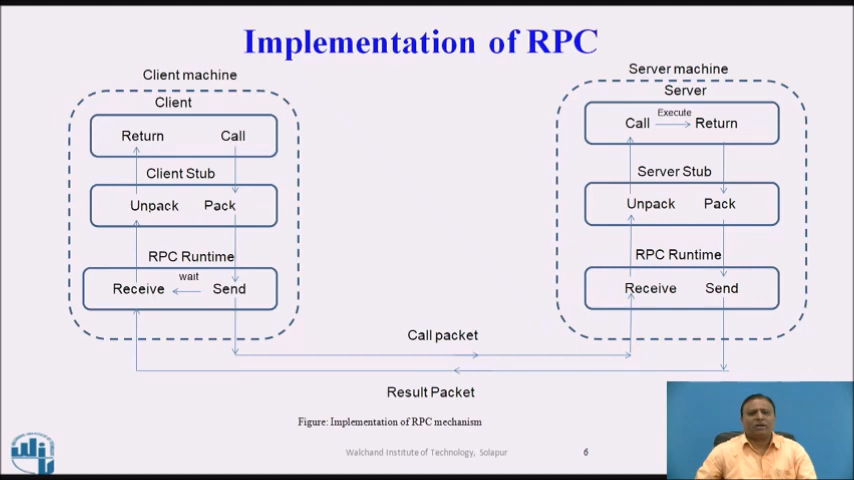 Implementation of RPC
Client machine
Client
Return Call
Client Stub
Unpack Pack
RPC Runtime
wait
Receive Send
Server machine
Server
Execute
Call Return
Server Stub
Unpack Pack
RPC Runtime
Receive Send
Call packet
Result Packet
Figure: Implementation of RPC mechanism
Walchand Institute of Technology, Solapur
6